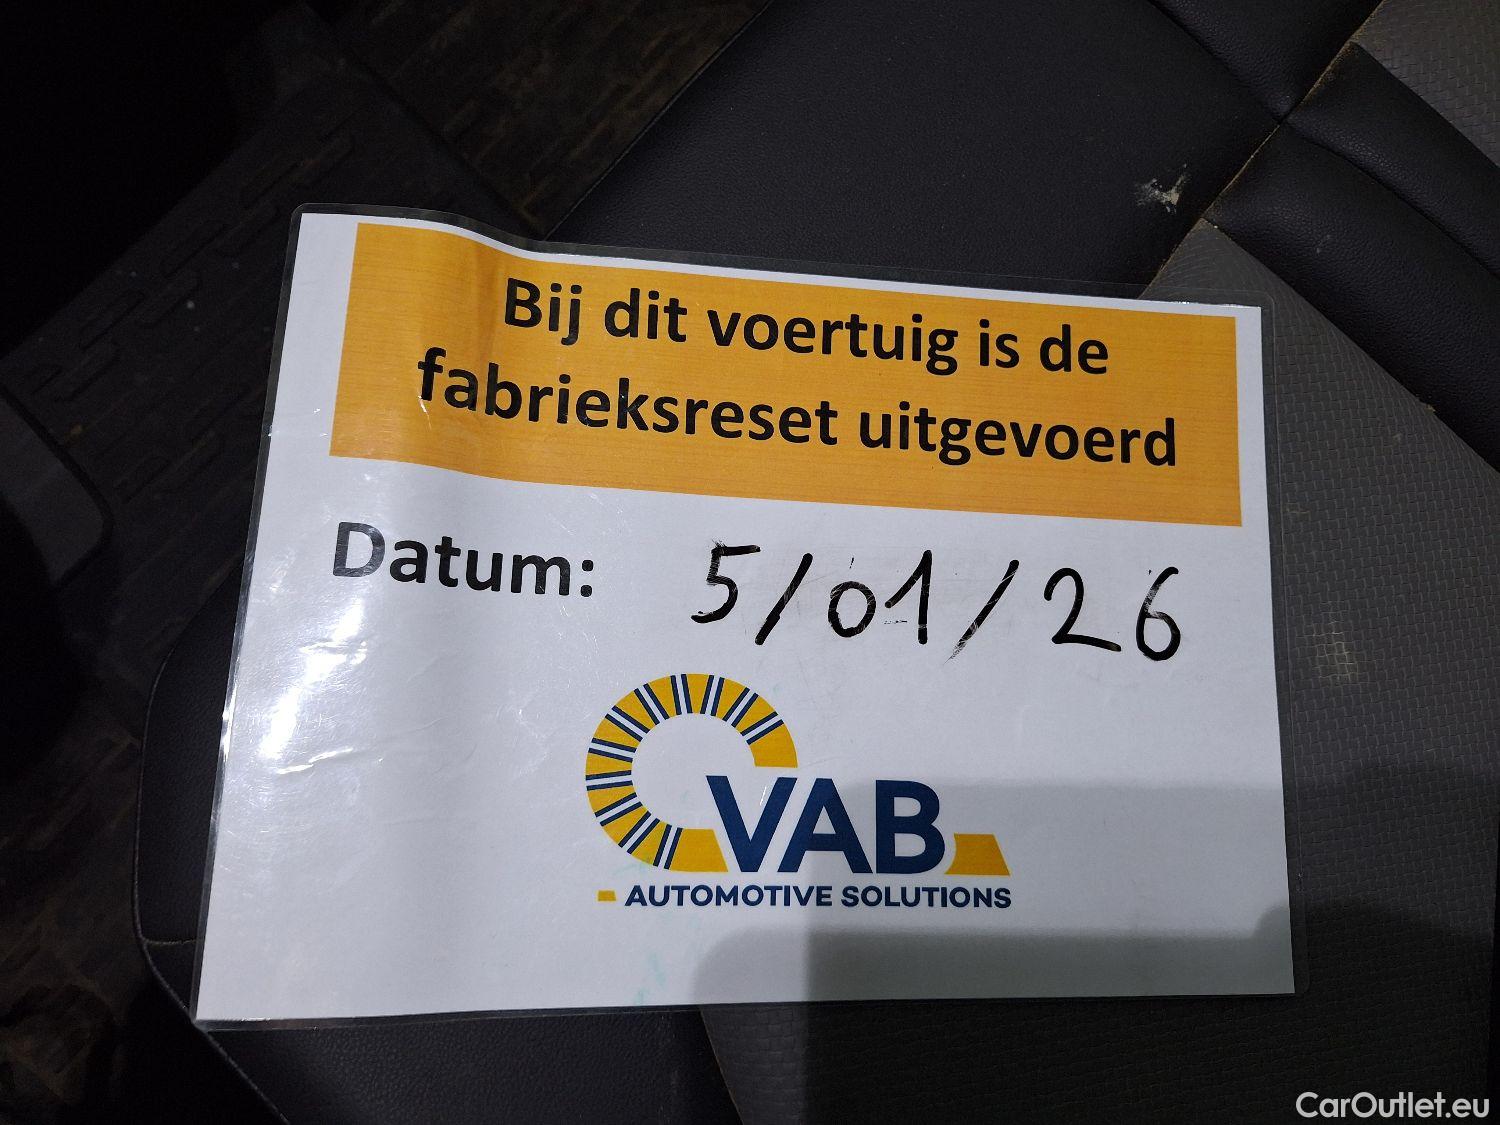 Bij dit voertuig is de
fabrieksreset uitgevoerd
Datum: 5/01/26
VAB
AUTOMOTIVE SOLUTIONS
CarOutlet.eu